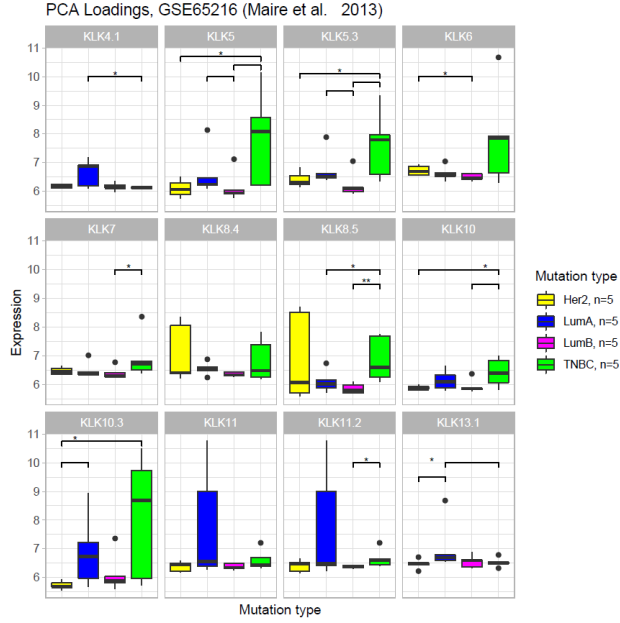 PCA Loadings, GSE65216 (Maire et al.   2013)
KLK4.1 KLK5 KLK5.3 KLK6
11
10
9
8
7
6
* * * *
KLK7 KLK8.4 KLK8.5 KLK10
11
10
9
8
7
6
* * ** * 
KLK10.3 KLK11 KLK11.2 KLK13.1
11
10
9
8
7
6
* * *
Expression
Mutation type
Mutation type
Her2, n=5
LumA, n=5
LumB, n=5
TNBC, n=5